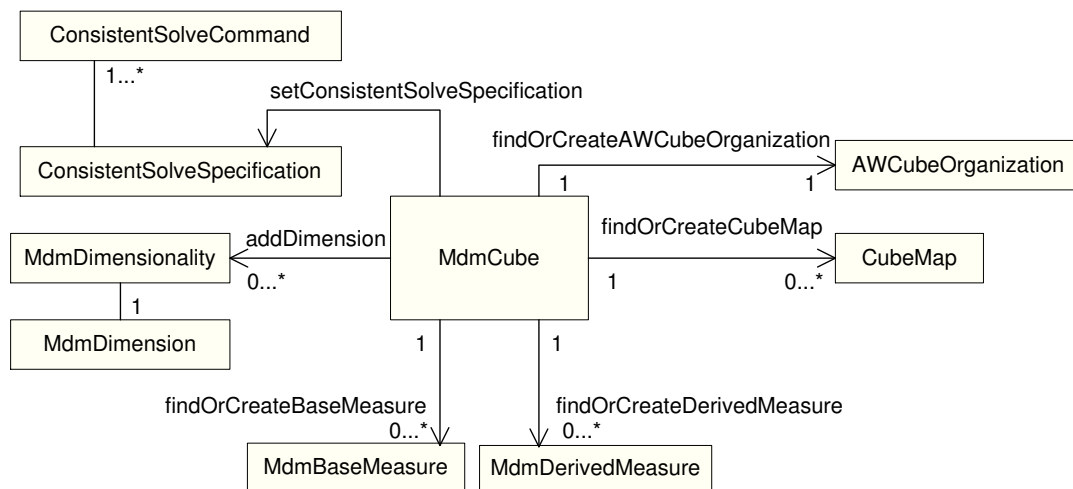 ConsistentSolveCommand
1...*
setConsistentSolveSpecification
ConsistentSolveSpecification
findOrCreateAWCubeOrganization
1
1
AWCubeOrganization
MdmDimensionality
addDimension
0...*
MdmCube
findOrCreateCubeMap
1
0...*
CubeMap
1
MdmDimension
1
1
findOrCreateBaseMeasure
0...*
findOrCreateDerivedMeasure
0...*
MdmBaseMeasure
MdmDerivedMeasure